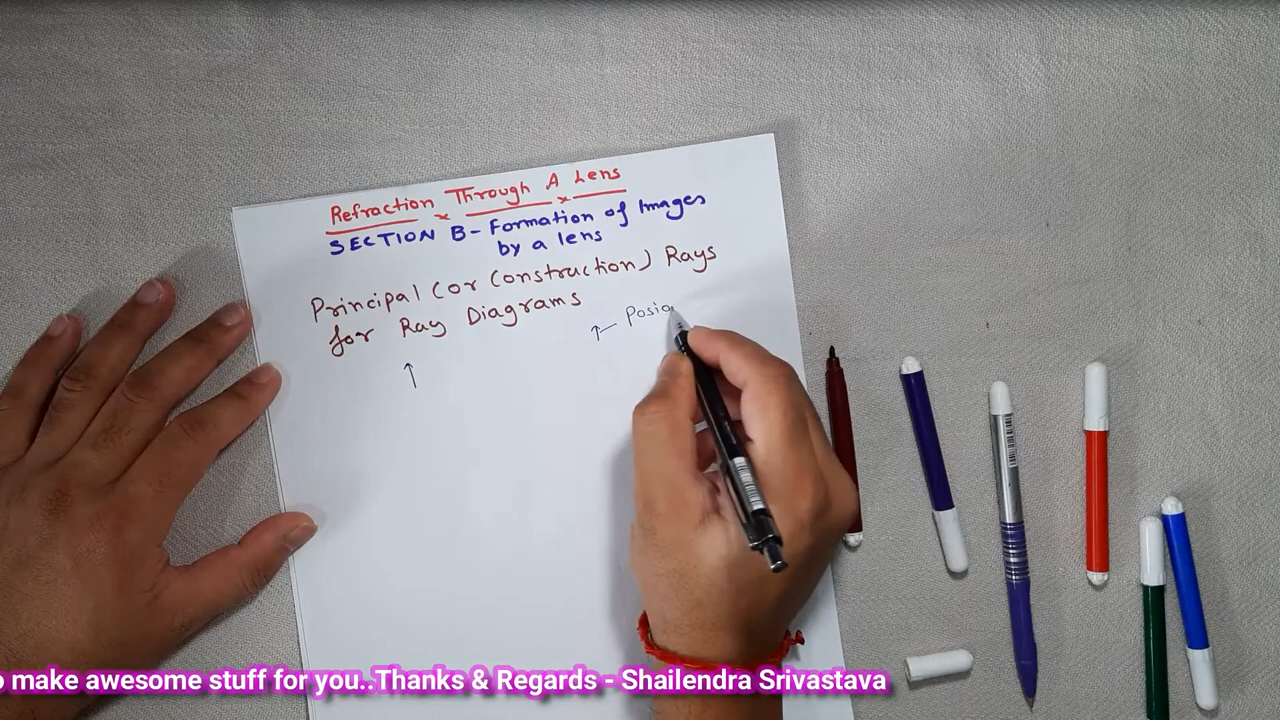 Refraction Through A Lens
SECTION B - Formation of Images
by a lens
Principal (or Construction) Rays
for Ray Diagrams
↑
↑ Posi
o make awesome stuff for you..Thanks & Regards - Shailendra Srivastava